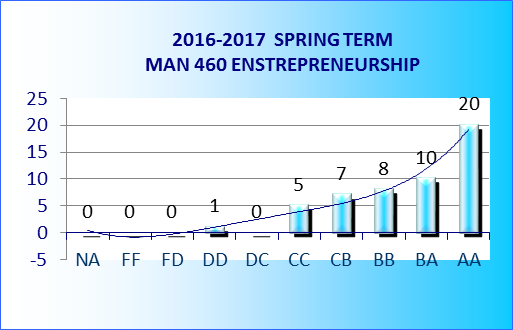 2016-2017 SPRING TERM
MAN 460 ENSTREPRENEURSHIP
25
20
15
10
5
0
-5
0 0 0 1 0 5 7 8 10 20
NA FF FD DD DC CC CB BB BA AA